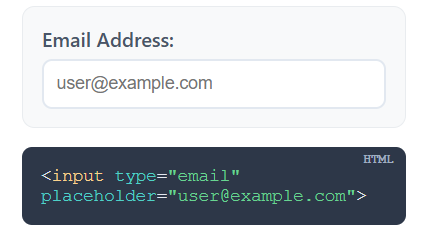 Email Address:
user@example.com
HTML
<input type="email"
placeholder="user@example.com">